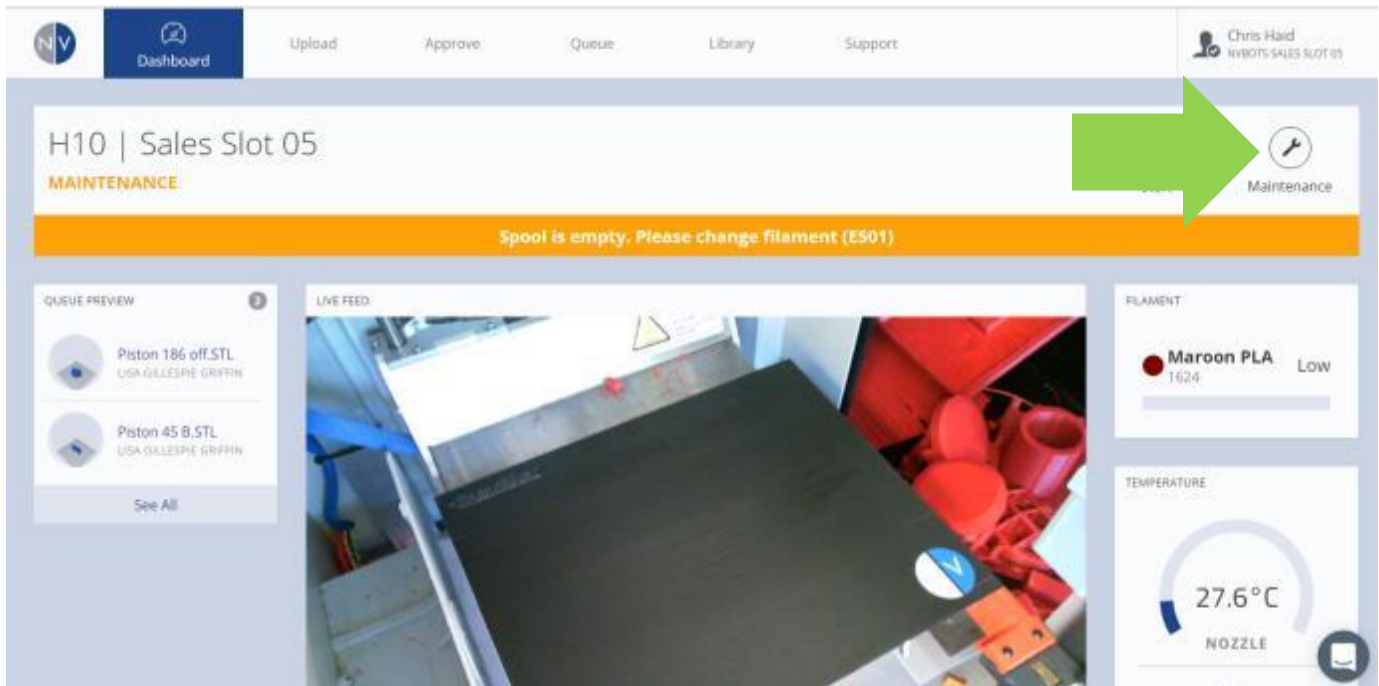 NV
Dashboard
Upload
Approve
Queue
Library
Support
Chris Haid
NVBOTS SALES SLOT 05
H10 | Sales Slot 05
MAINTENANCE
Maintenance
Spool is empty. Please change filament (E501)
QUEUE PREVIEW
Piston 186 off.STL
LISA GILLESPIE GRIFFIN
Piston 45 B.STL
LISA GILLESPIE GRIFFIN
See All
LIVE FEED
FILAMENT
Maroon PLA
1624
Low
TEMPERATURE
27.6°C
NOZZLE